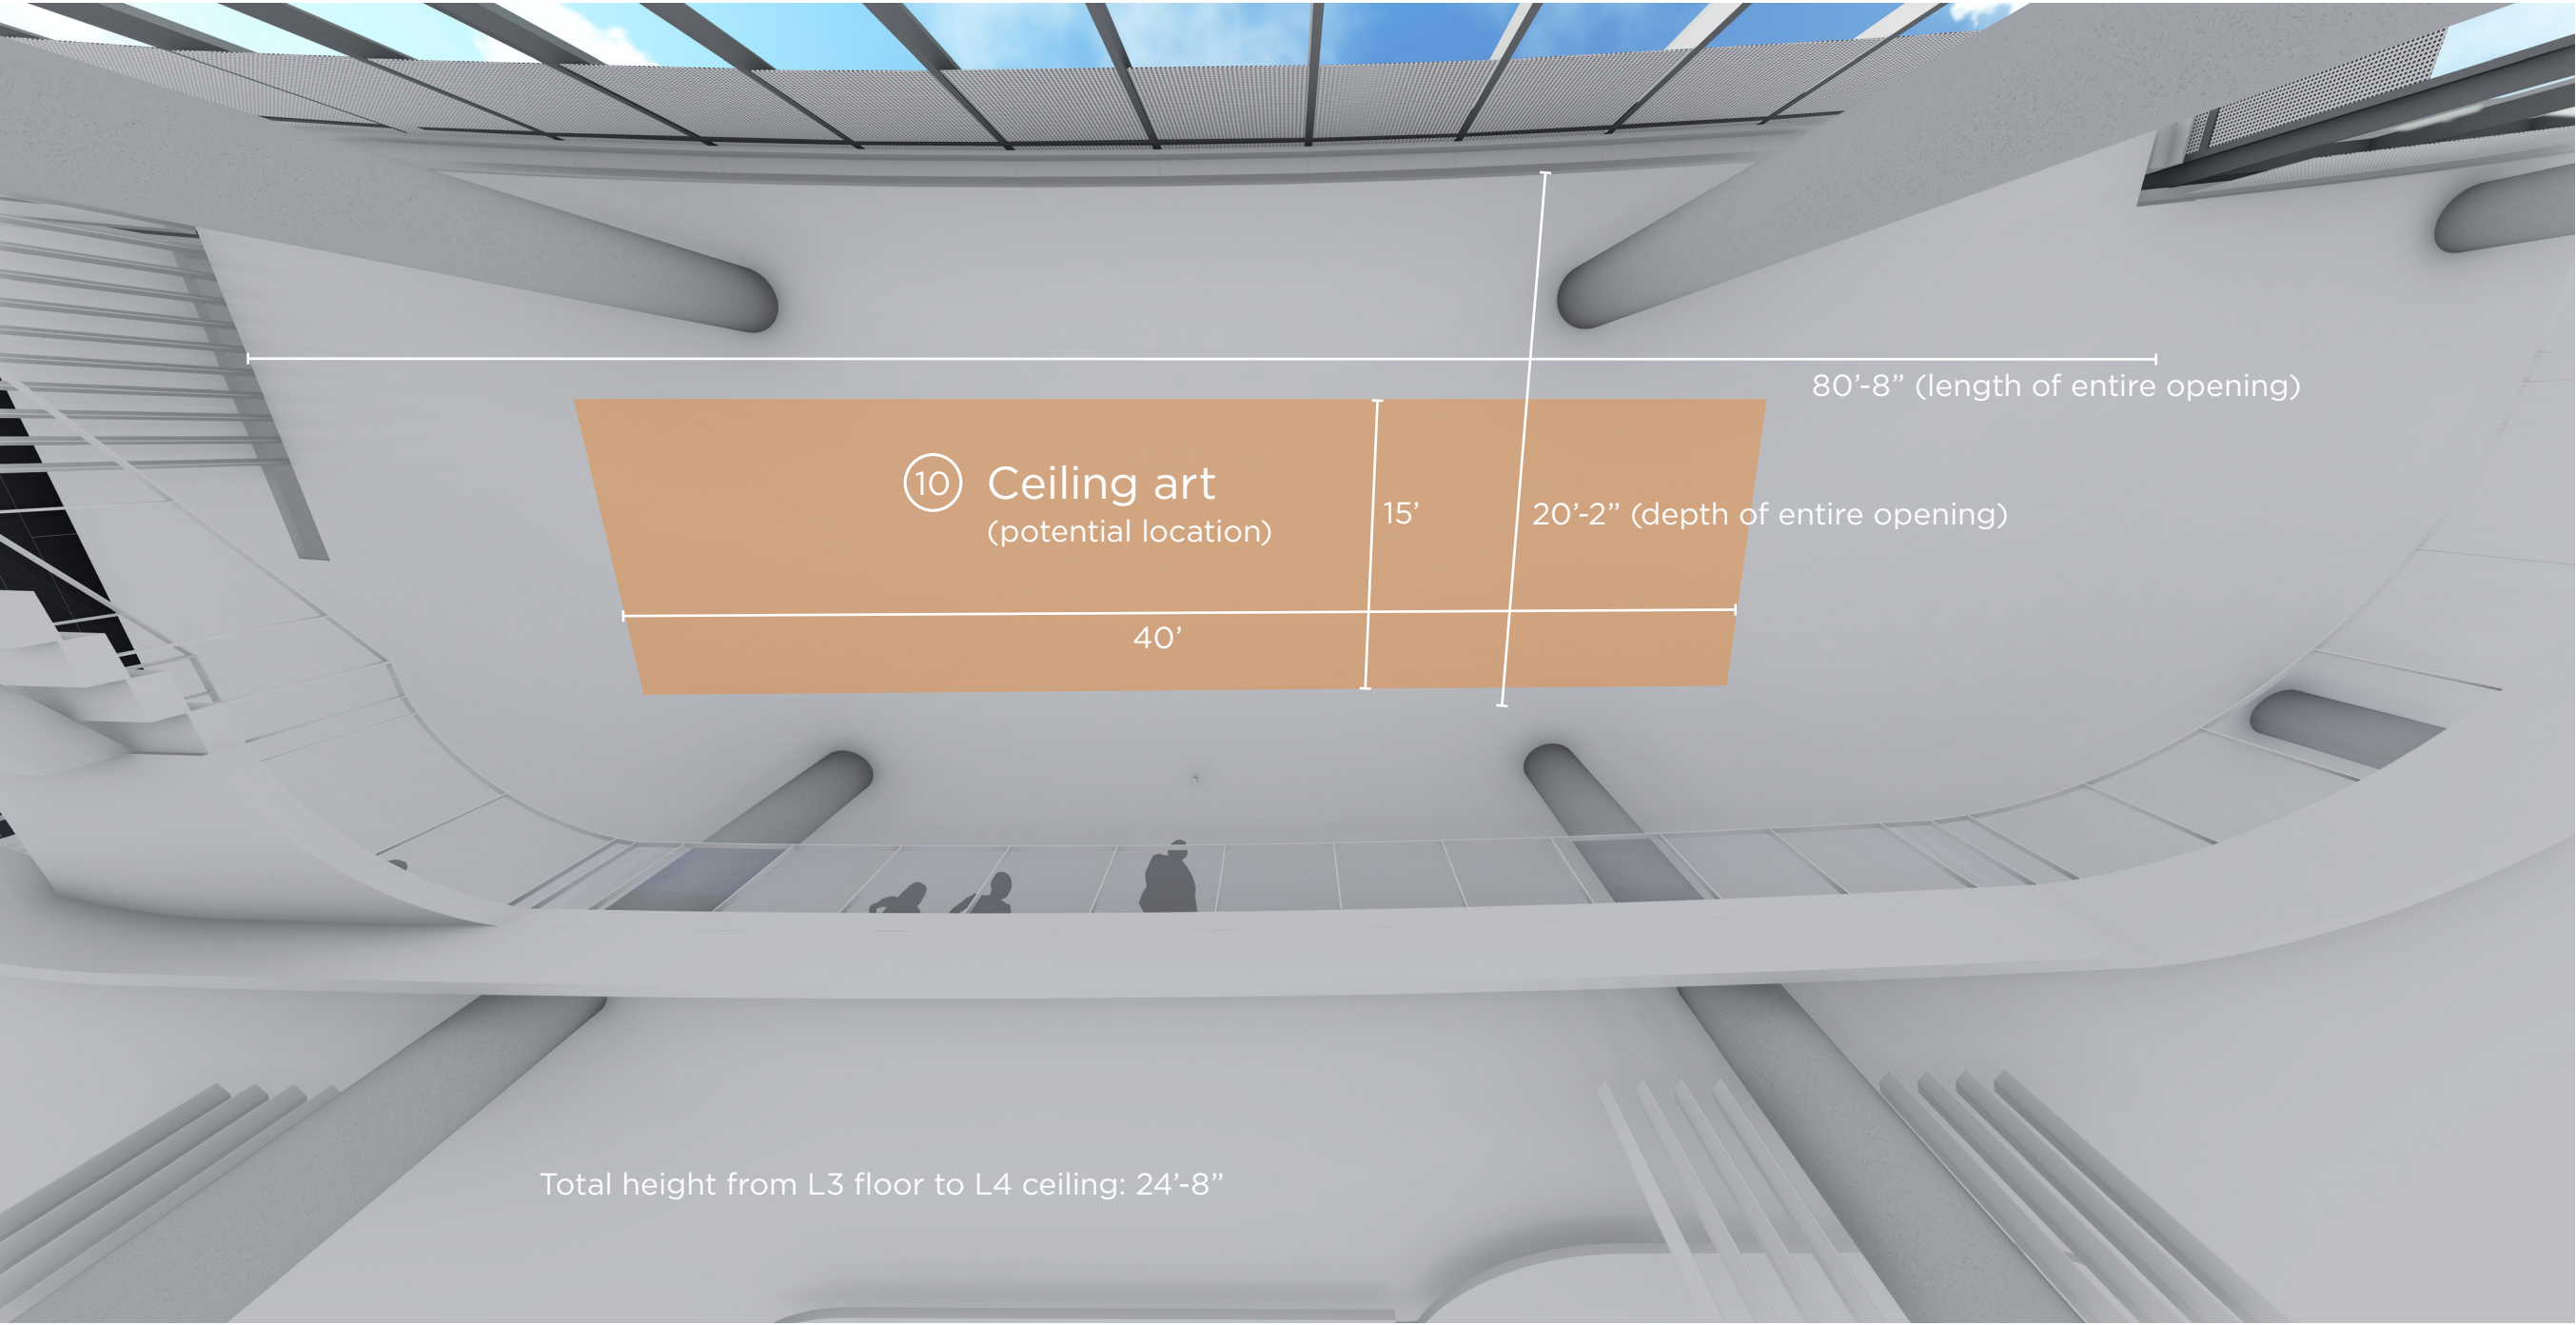 80’-8” (length of entire opening)
10 Ceiling art
(potential location)
15’
20’-2” (depth of entire opening)
40’
Total height from L3 floor to L4 ceiling: 24’-8”